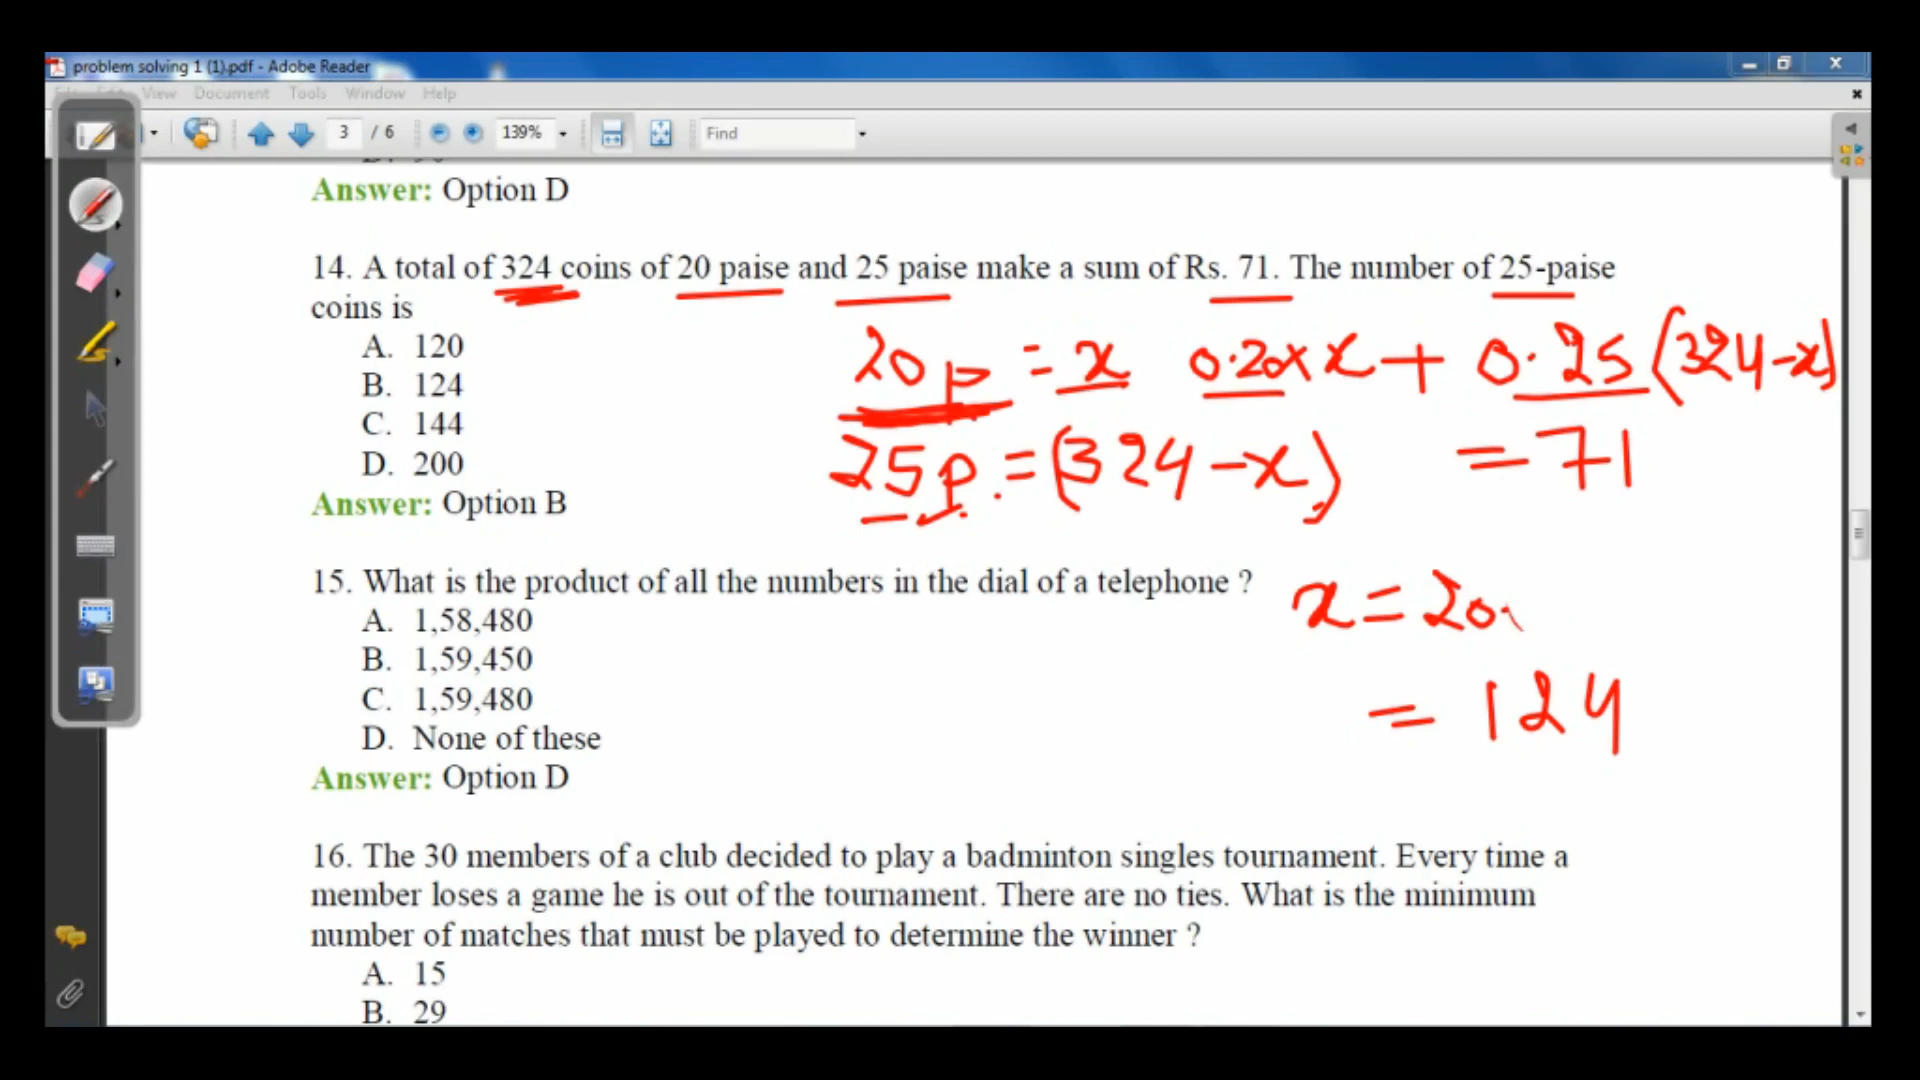 problem solving 1 (1).pdf - Adobe Reader
View Document Tools Window Help
3 / 6 139% Find
Answer: Option D
14. A total of 324 coins of 20 paise and 25 paise make a sum of Rs. 71. The number of 25-paise
coins is
A. 120
B. 124
C. 144
D. 200
Answer: Option B
20 p = x 0.20 x x + 0.25 (324-x)
25 p. = (324-x) = 71
15. What is the product of all the numbers in the dial of a telephone ?
A. 1,58,480
B. 1,59,450
C. 1,59,480
D. None of these
Answer: Option D
x = 20
= 124
16. The 30 members of a club decided to play a badminton singles tournament. Every time a
member loses a game he is out of the tournament. There are no ties. What is the minimum
number of matches that must be played to determine the winner ?
A. 15
B. 29